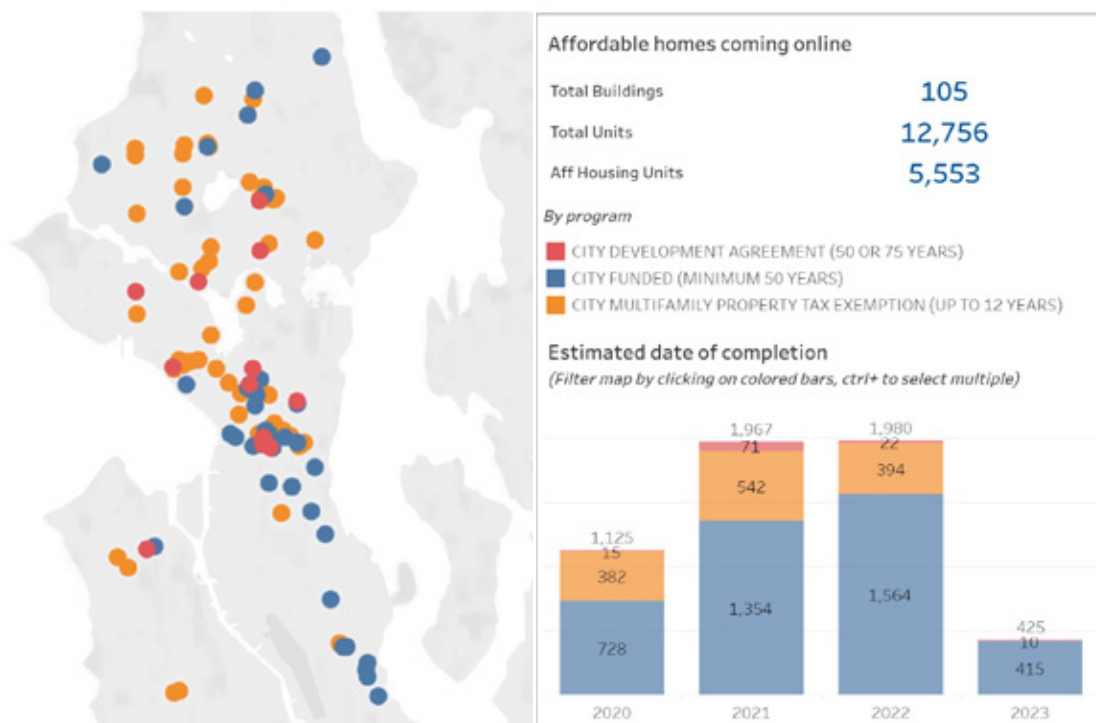 Affordable homes coming online
Total Buildings 105
Total Units 12,756
Aff Housing Units 5,553
By program
CITY DEVELOPMENT AGREEMENT (50 OR 75 YEARS)
CITY FUNDED (MINIMUM 50 YEARS)
CITY MULTIFAMILY PROPERTY TAX EXEMPTION (UP TO 12 YEARS)
Estimated date of completion
(Filter map by clicking on colored bars, ctrl+ to select multiple)
1,967 1,980
71 22
542 394
1,125
15
382
1,354 1,564
728
425
10
415
2020 2021 2022 2023